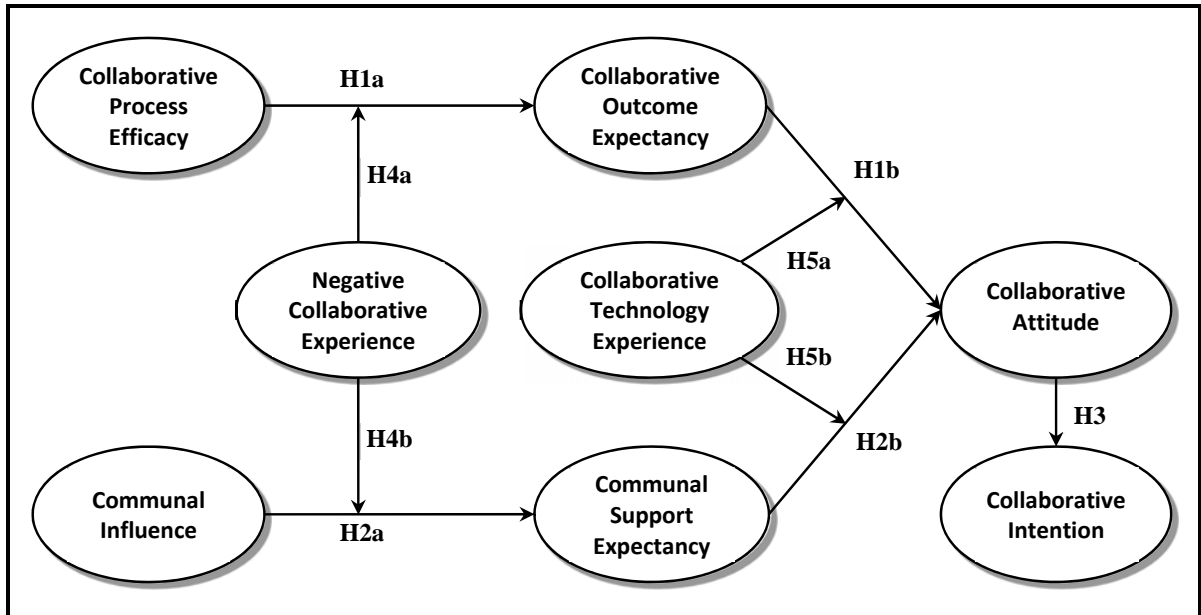 Collaborative
Process
Efficacy
H1a
Collaborative
Outcome
Expectancy
H4a
H1b
Negative
Collaborative
Experience
Collaborative
Technology
Experience
H5a
H5b
Collaborative
Attitude
H4b
H2b
H3
Communal
Influence
H2a
Communal
Support
Expectancy
Collaborative
Intention